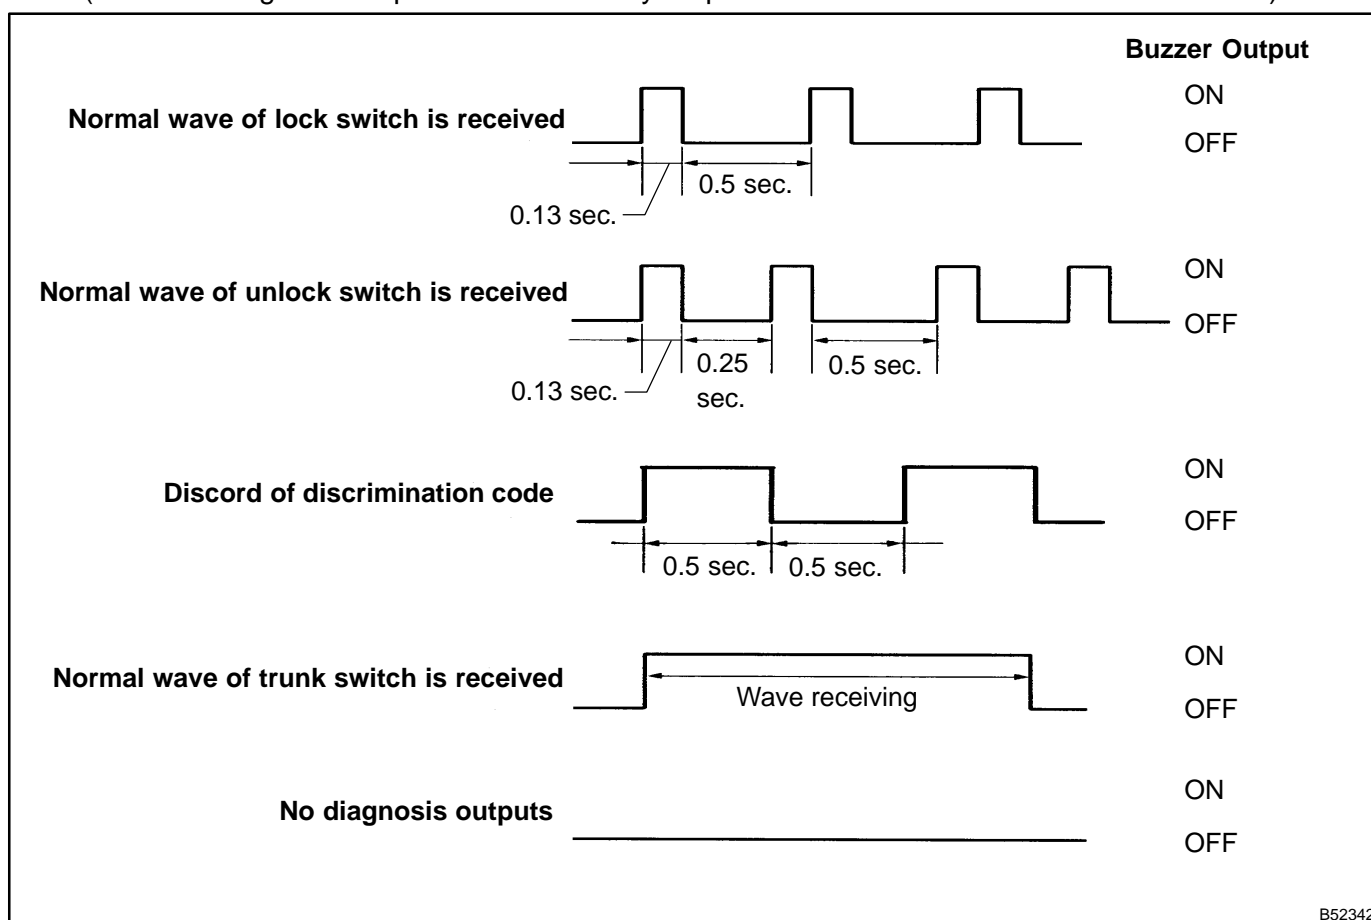 Buzzer Output
Normal wave of lock switch is received
ON
OFF
0.5 sec.
0.13 sec.
Normal wave of unlock switch is received
ON
OFF
0.25
sec.
0.5 sec.
0.13 sec.
Discord of discrimination code
ON
OFF
0.5 sec.
0.5 sec.
Normal wave of trunk switch is received
ON
OFF
Wave receiving
No diagnosis outputs
ON
OFF
B52342